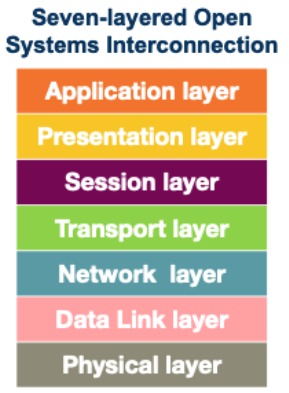 Seven-layered Open
Systems Interconnection
Application layer
Presentation layer
Session layer
Transport layer
Network layer
Data Link layer
Physical layer